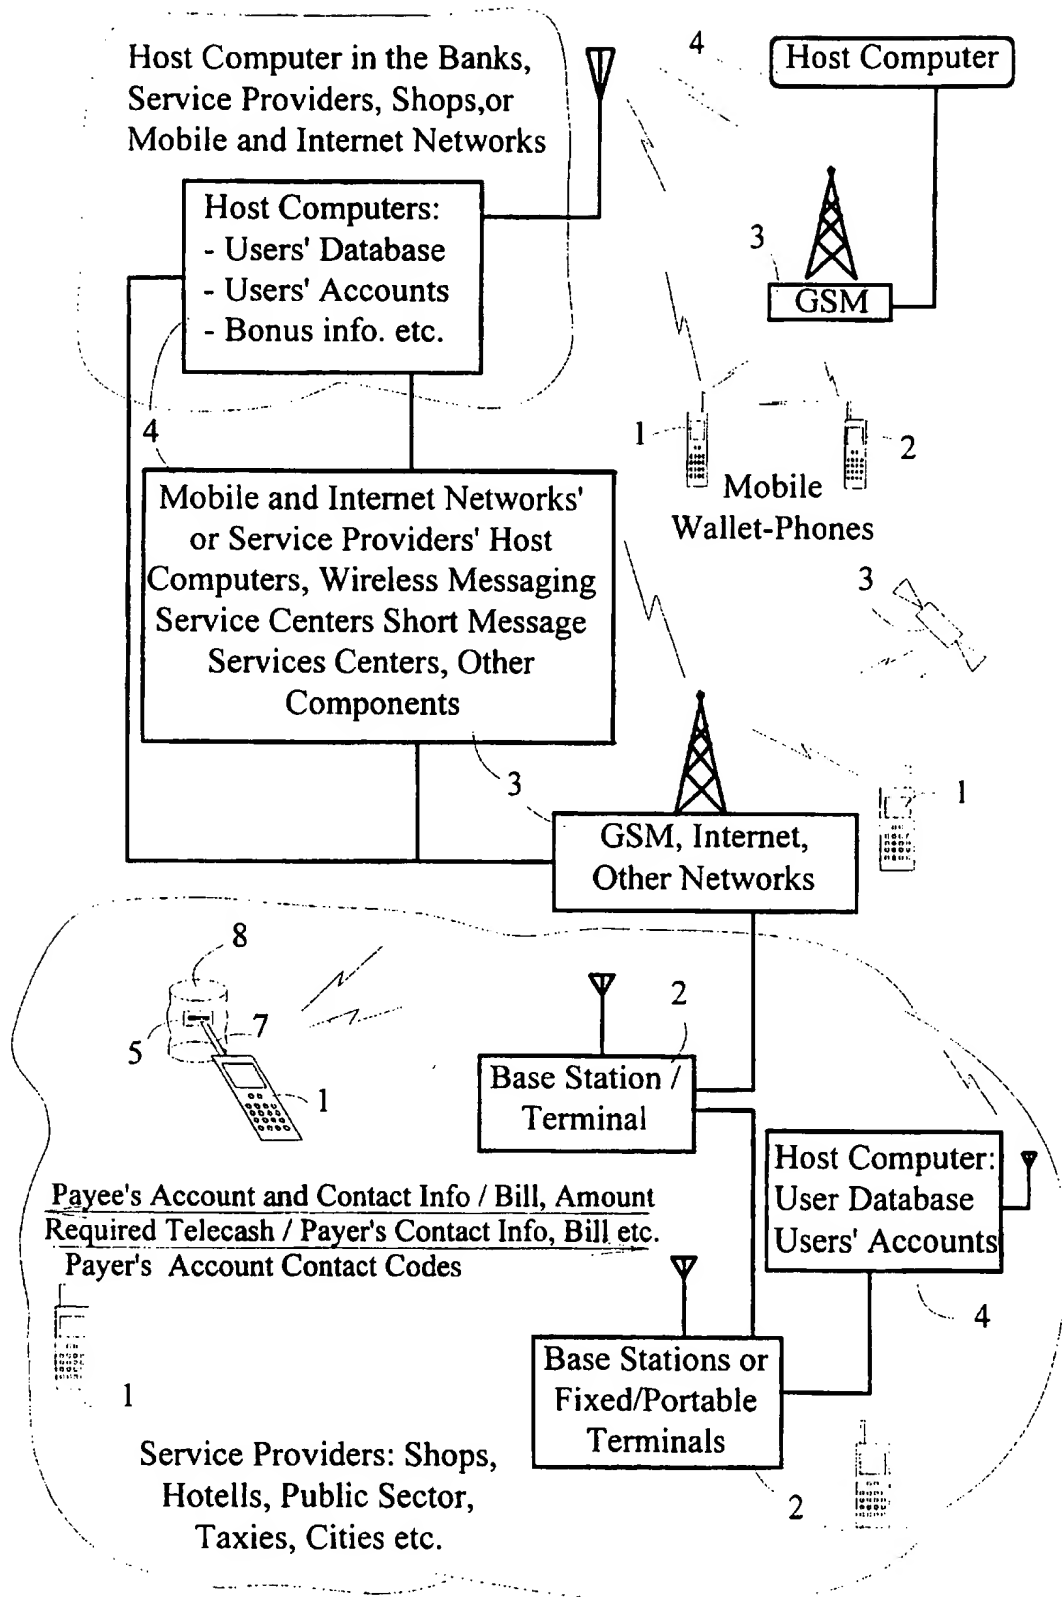 Host Computer in the Banks,
Service Providers, Shops,or
Mobile and Internet Networks
4
Host Computer
Host Computers:
- Users' Database
- Users' Accounts
- Bonus info. etc.
3
GSM
4
1
2
Mobile
Wallet-Phones
Mobile and Internet Networks'
or Service Providers' Host
Computers, Wireless Messaging
Service Centers Short Message
Services Centers, Other
Components
3
3
1
GSM, Internet,
Other Networks
8
5
7
1
2
Base Station /
Terminal
Host Computer:
User Database
Users' Accounts
4
Payee's Account and Contact Info / Bill, Amount
Required Telecash / Payer's Contact Info, Bill etc.
Payer's Account Contact Codes
1
Base Stations or
Fixed/Portable
Terminals
2
Service Providers: Shops,
Hotells, Public Sector,
Taxies, Cities etc.